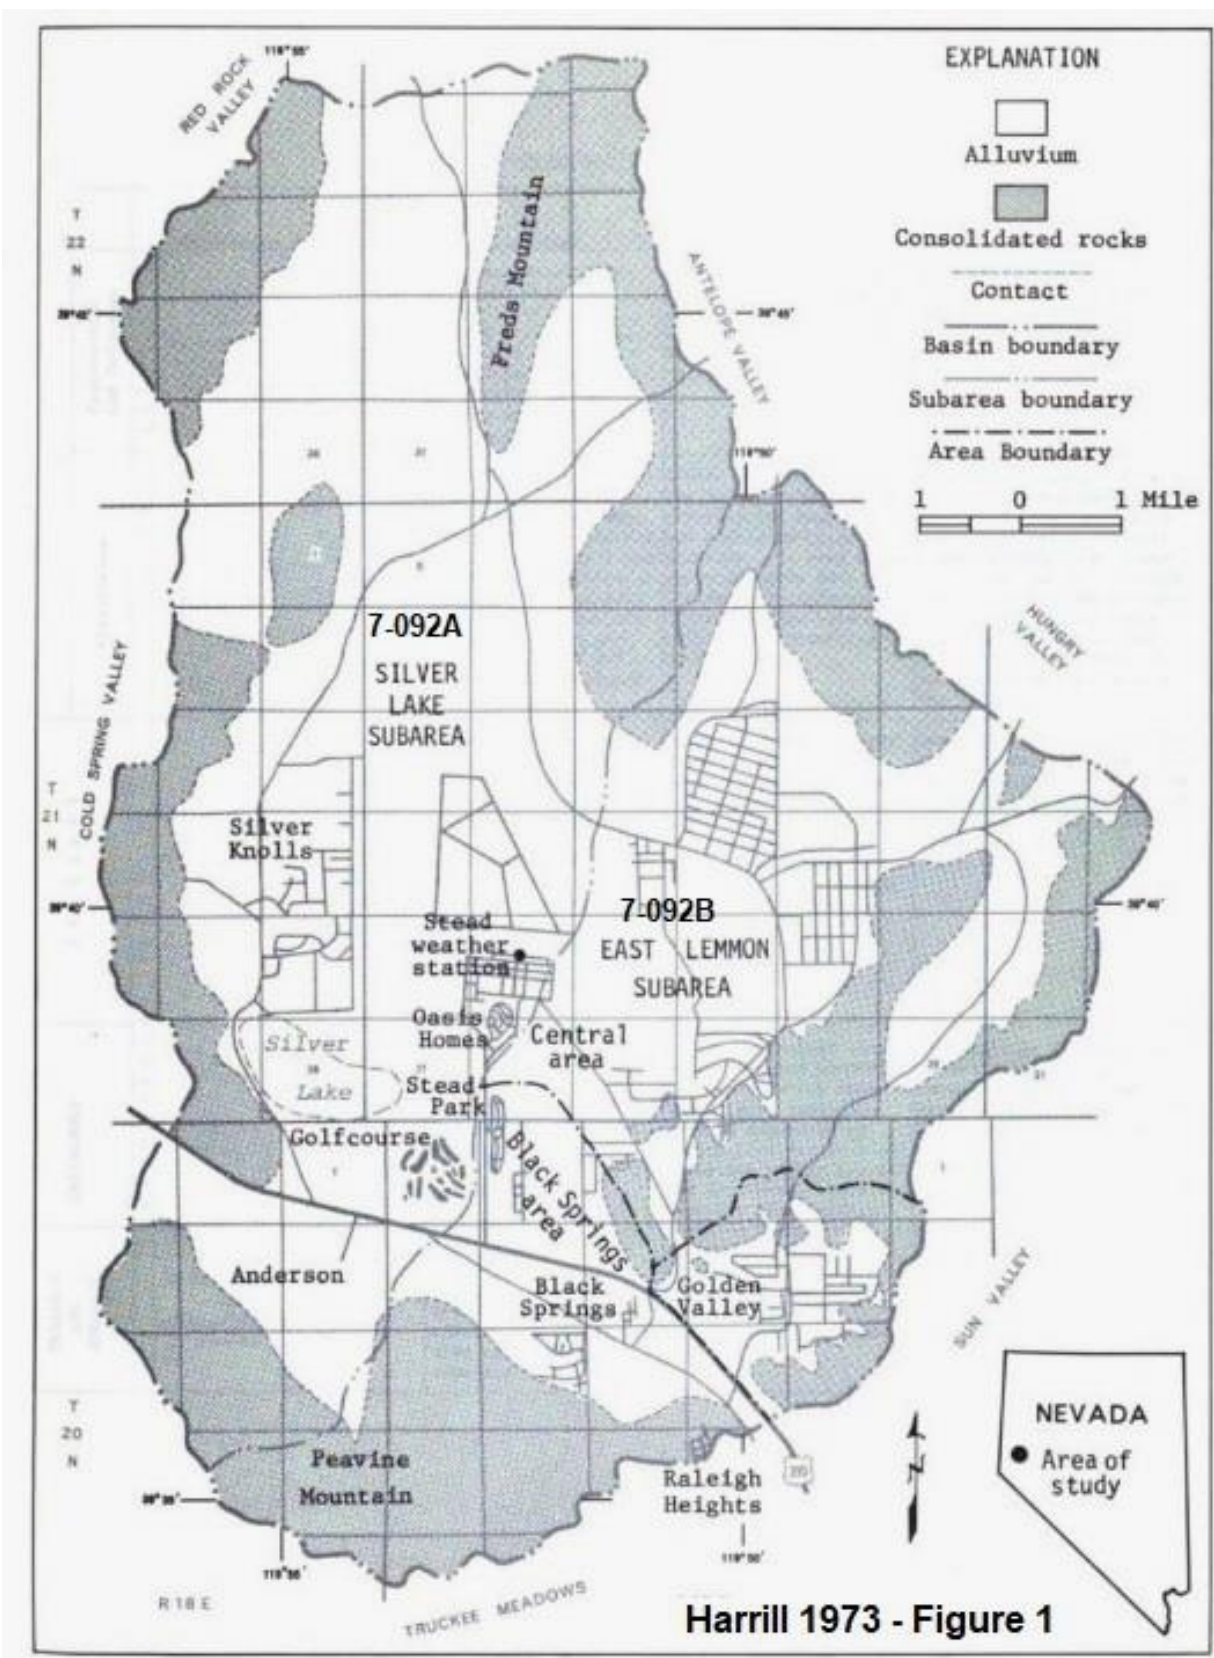 EXPLANATION
Alluvium
Consolidated rocks
Contact
Basin boundary
Subarea boundary
Area Boundary
1 0 1 Mile
RED ROCK
VALLEY
T
22
N
Freds Mountain
ANTELOPE VALLEY
HUNGRY
VALLEY
COLD SPRING VALLEY
7-092A
SILVER
LAKE
SUBAREA
T
21
N
Silver
Knolls
7-092B
EAST LEMMON
SUBAREA
Stead
weather
station
Oasis
Homes
Central
area
Silver
Lake
Stead
Park
Golfcourse
Black Springs
area
Anderson
Black
Springs
Golden
Valley
SUN VALLEY
T
20
N
Peavine
Mountain
Raleigh
Heights
NEVADA
Area of
study
N
R 18 E
TRUCKEE MEADOWS
Harrill 1973 - Figure 1